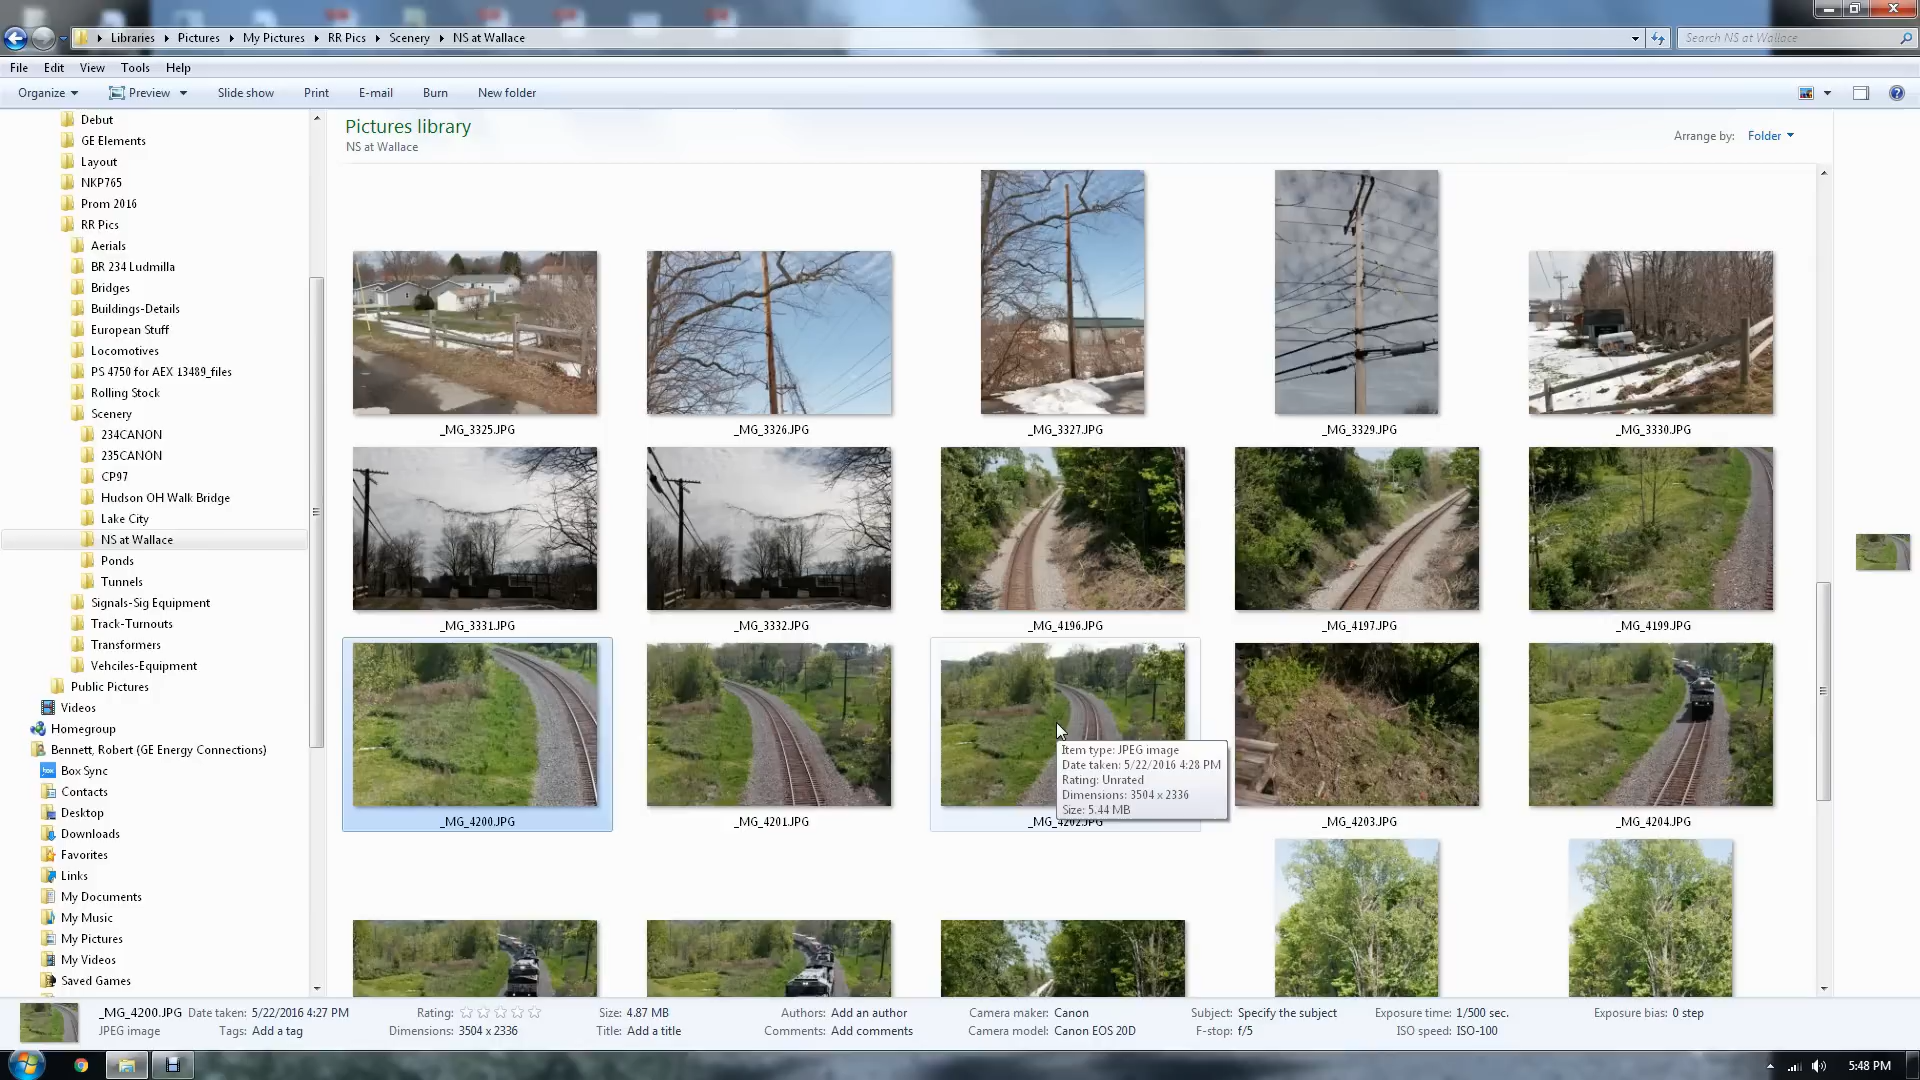 Libraries Pictures My Pictures RR Pics Scenery NS at Wallace
Search NS at Wallace
File Edit View Tools Help
Organize Preview Slide show Print E-mail Burn New folder
Debut
GE Elements
Layout
NKP765
Prom 2016
RR Pics
Aerials
BR 234 Ludmilla
Bridges
Buildings-Details
European Stuff
Locomotives
PS 4750 for AEX 13489_files
Rolling Stock
Scenery
234CANON
235CANON
CP97
Hudson OH Walk Bridge
Lake City
NS at Wallace
Ponds
Tunnels
Signals-Sig Equipment
Track-Turnouts
Transformers
Vehciles-Equipment
Public Pictures
Videos
Homegroup
Bennett, Robert (GE Energy Connections)
box Box Sync
Contacts
Desktop
Downloads
Favorites
Links
My Documents
My Music
My Pictures
My Videos
Saved Games
Pictures library
NS at Wallace
Arrange by: Folder
_MG_3325.JPG _MG_3326.JPG _MG_3327.JPG _MG_3329.JPG _MG_3330.JPG
_MG_3331.JPG _MG_3332.JPG _MG_4196.JPG _MG_4197.JPG _MG_4199.JPG
Item type: JPEG image
Date taken: 5/22/2016 4:28 PM
Rating: Unrated
Dimensions: 3504 x 2336
Size: 5.44 MB
_MG_4200.JPG _MG_4201.JPG _MG_4202.JPG _MG_4203.JPG _MG_4204.JPG
_MG_4200.JPG Date taken: 5/22/2016 4:27 PM Rating: Size: 4.87 MB Authors: Add an author Camera maker: Canon Subject: Specify the subject Exposure time: 1/500 sec. Exposure bias: 0 step
JPEG image Tags: Add a tag Dimensions: 3504 x 2336 Title: Add a title Comments: Add comments Camera model: Canon EOS 20D F-stop: f/5 ISO speed: ISO-100
5:48 PM